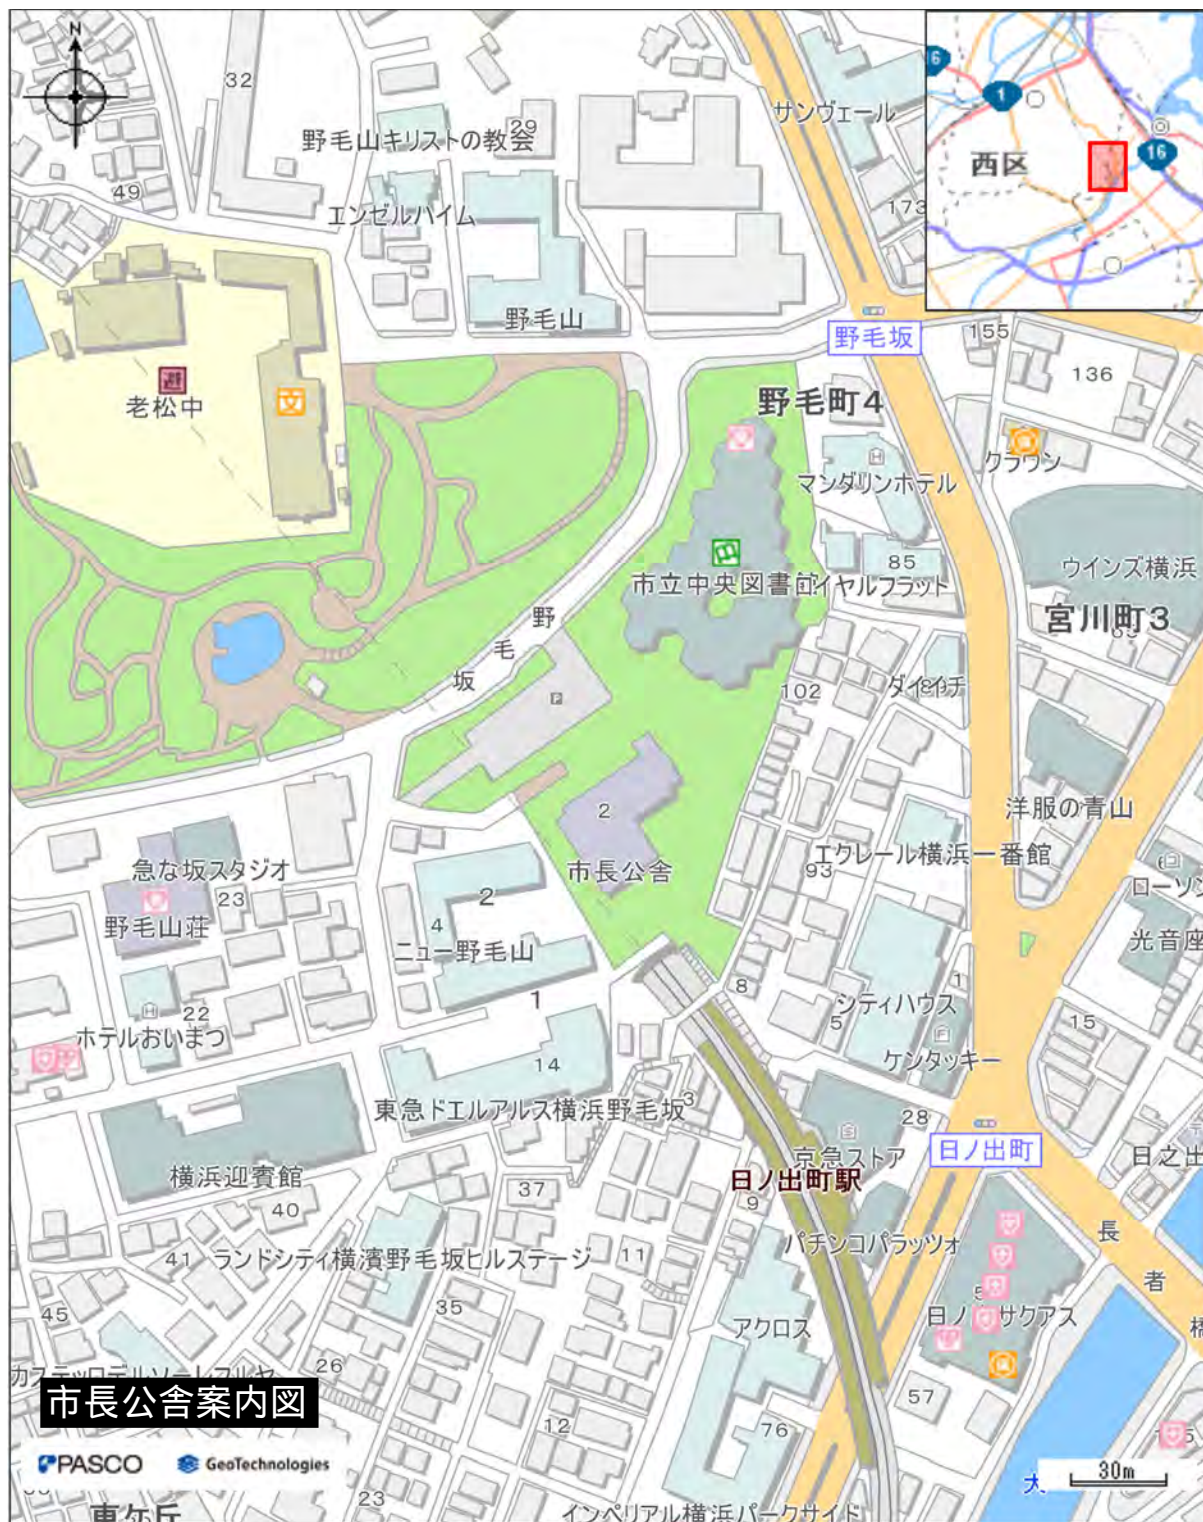 N
32
サンヴェール
16
1
16
西区
野毛山キリストの教会
29
49
エンゼルハイム
173
野毛山
野毛坂
155
136
避
老松中
文
野毛町4
クラウン
マンダリンホテル
85
ウインズ横浜
市立中央図書館
イヤルフラット
宮川町3
野毛坂
102
ダイイチ
P
2
洋服の青山
市長公舎
エクレール横浜一番館
93
ローソン
急な坂スタジオ
23
野毛山荘
2
4
ニュー野毛山
光音座
8
1
1
シティハウス
5
15
22
ホテルおいまつ
ケンタッキー
14
3
東急ドエルアルス横浜野毛坂
28
日ノ出町
京急ストア
日之出
日ノ出町駅
横浜迎賓館
37
9
40
パチンコパラッツォ
長者橋
41
ランドシティ横濱野毛坂ヒルステージ
11
35
45
アクロス
日ノ
サクアス
26
57
市長公舎案内図
12
76
PASCO
GeoTechnologies
30m
大
23
インペリアル横浜パークサイド